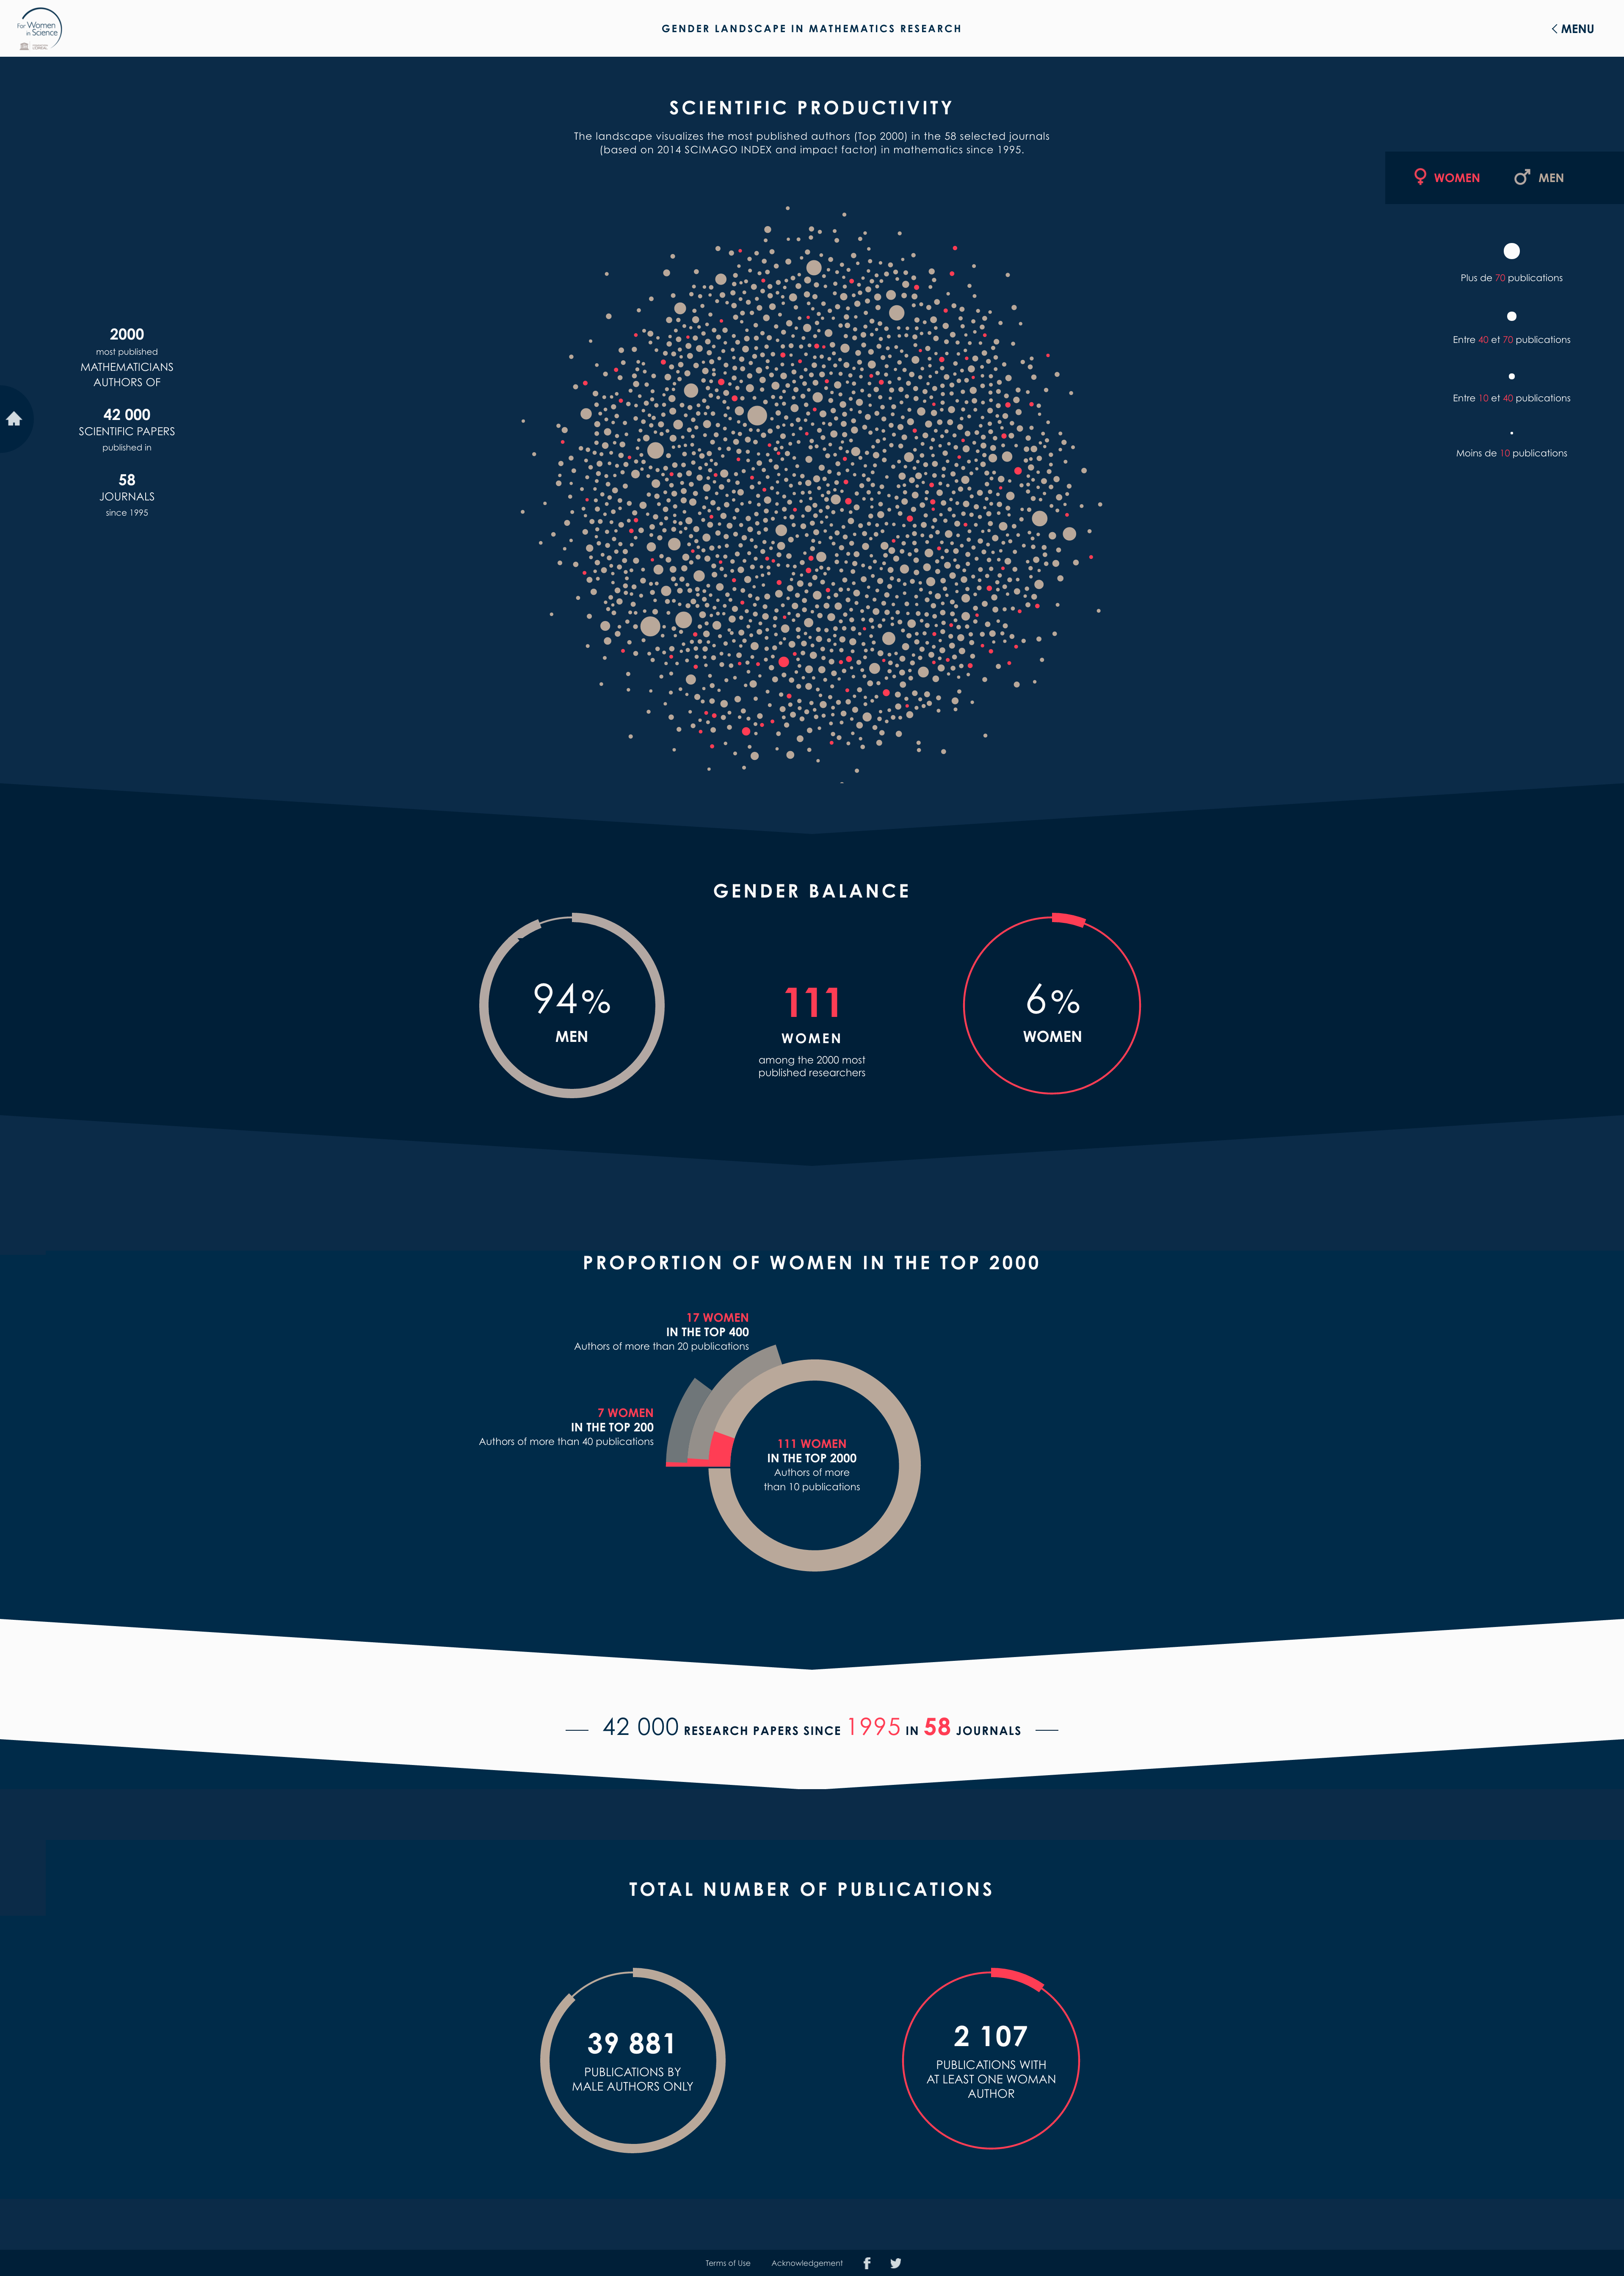 For Women
in Science
GENDER LANDSCAPE IN MATHEMATICS RESEARCH
MENU
SCIENTIFIC PRODUCTIVITY
The landscape visualizes the most published authors (Top 2000) in the 58 selected journals
(based on 2014 SCIMAGO INDEX and impact factor) in mathematics since 1995.
WOMEN
MEN
Plus de 70 publications
Entre 40 et 70 publications
Entre 10 et 40 publications
Moins de 10 publications
2000
most published
MATHEMATICIANS
AUTHORS OF
42 000
SCIENTIFIC PAPERS
published in
58
JOURNALS
since 1995
GENDER BALANCE
94%
MEN
111
WOMEN
among the 2000 most
published researchers
6%
WOMEN
PROPORTION OF WOMEN IN THE TOP 2000
17 WOMEN
IN THE TOP 400
Authors of more than 20 publications
7 WOMEN
IN THE TOP 200
Authors of more than 40 publications
111 WOMEN
IN THE TOP 2000
Authors of more
than 10 publications
42 000 RESEARCH PAPERS SINCE 1995 IN 58 JOURNALS
TOTAL NUMBER OF PUBLICATIONS
39 881
PUBLICATIONS BY
MALE AUTHORS ONLY
2 107
PUBLICATIONS WITH
AT LEAST ONE WOMAN
AUTHOR
Terms of Use
Acknowledgement